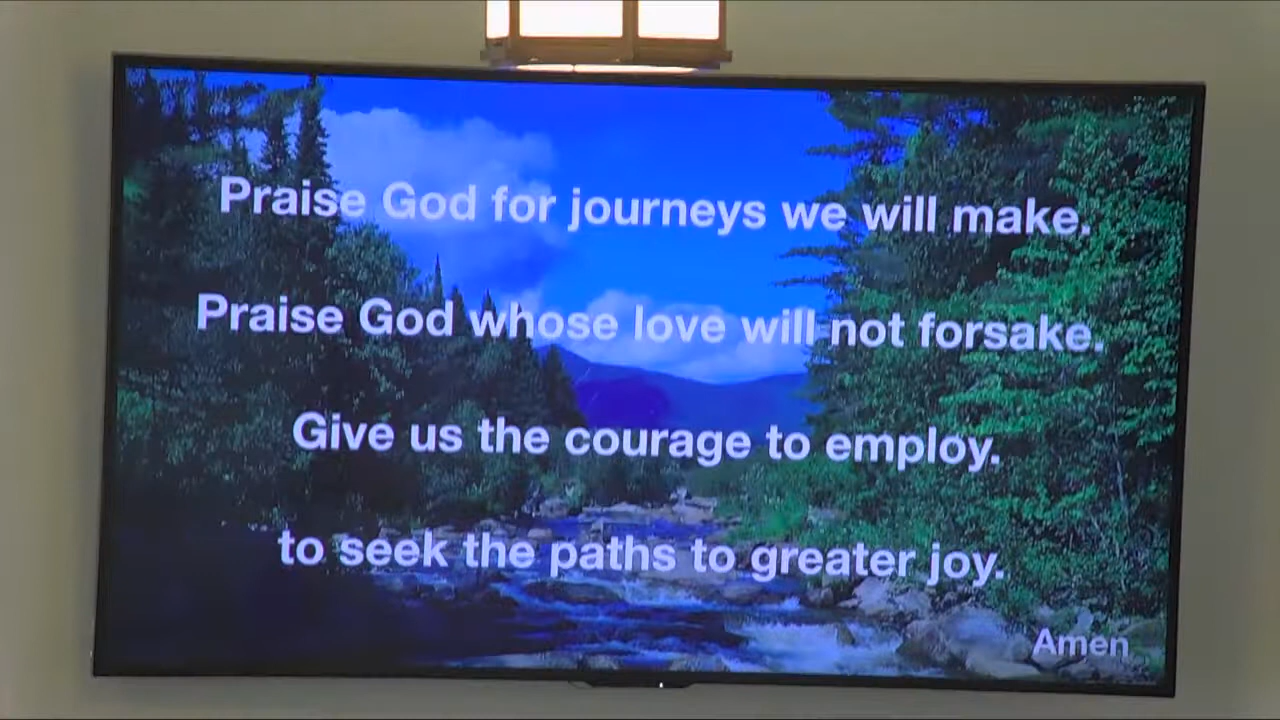 Praise God for journeys we will make.
Praise God whose love will not forsake.
Give us the courage to employ.
to seek the paths to greater joy.
Amen